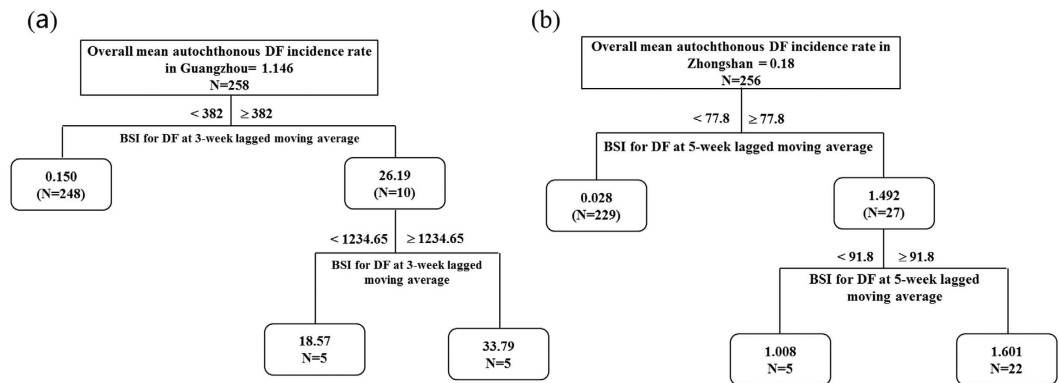 (a)
Overall mean autochthonous DF incidence rate
in Guangzhou= 1.146
N=258
< 382 ≥ 382
BSI for DF at 3-week lagged moving average
0.150
(N=248)
26.19
(N=10)
< 1234.65 ≥ 1234.65
BSI for DF at 3-week lagged
moving average
18.57
N=5
33.79
N=5
(b)
Overall mean autochthonous DF incidence rate in
Zhongshan = 0.18
N=256
< 77.8 ≥ 77.8
BSI for DF at 5-week lagged moving average
0.028
(N=229)
1.492
(N=27)
< 91.8 ≥91.8
BSI for DF at 5-week lagged
moving average
1.008
N=5
1.601
N=22